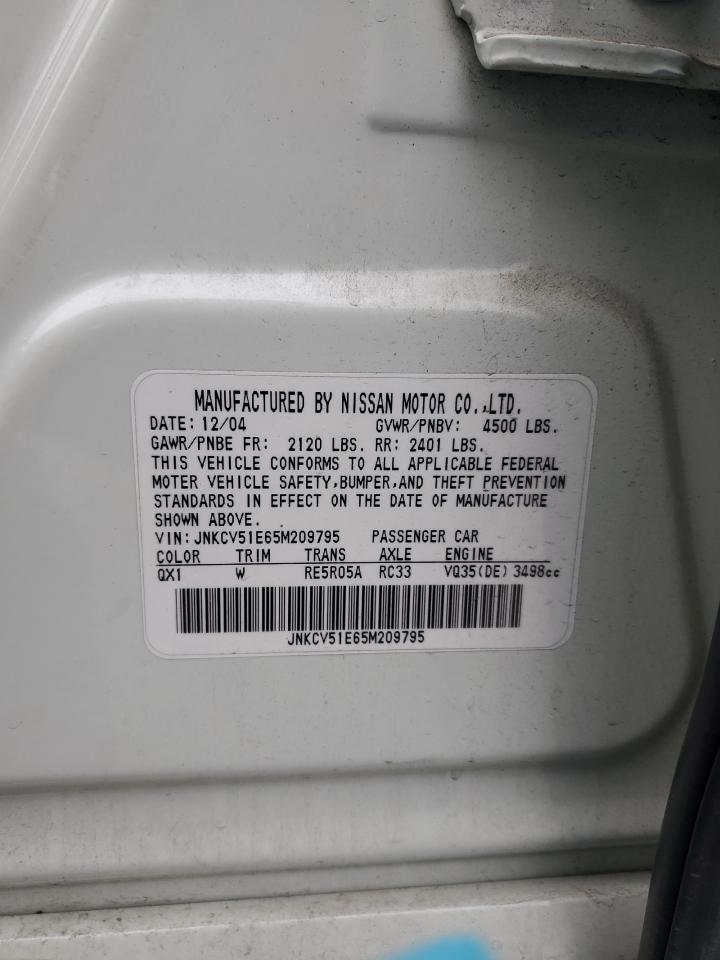 MANUFACTURED BY NISSAN MOTOR CO.,LTD.
DATE: 12/04 GVWR/PNBV: 4500 LBS.
GAWR/PNBE FR: 2120 LBS. RR: 2401 LBS.
THIS VEHICLE CONFORMS TO ALL APPLICABLE FEDERAL
MOTOR VEHICLE SAFETY,BUMPER,AND THEFT PREVENTION
STANDARDS IN EFFECT ON THE DATE OF MANUFACTURE
SHOWN ABOVE.
VIN:JNKCV51E65M209795 PASSENGER CAR
COLOR TRIM TRANS AXLE ENGINE
QX1 W RE5R05A RC33 VQ35(DE) 3498cc
JNKCV51E65M209795